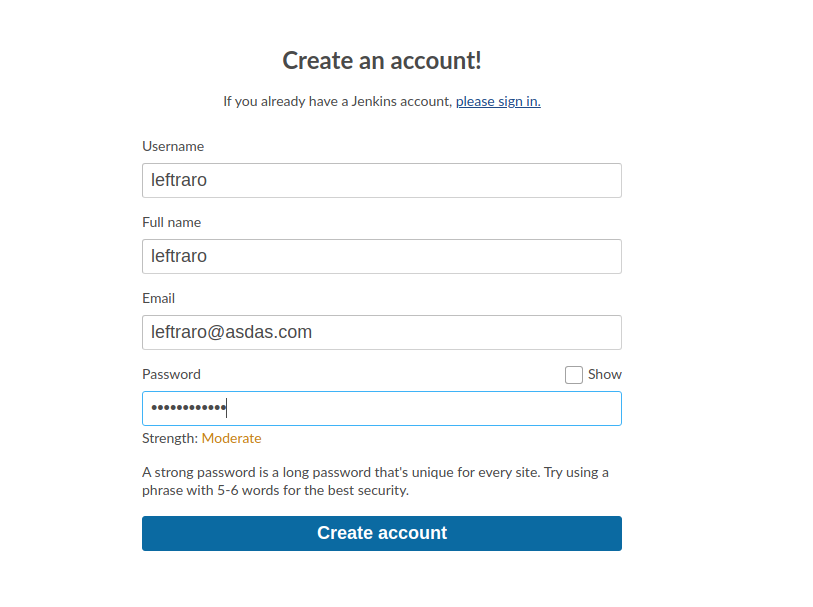 Create an account!
If you already have a Jenkins account, please sign in.
Username
leftraro
Full name
leftraro
Email
leftraro@asdas.com
Password Show
••••••••••••
Strength: Moderate
A strong password is a long password that's unique for every site. Try using a
phrase with 5-6 words for the best security.
Create account